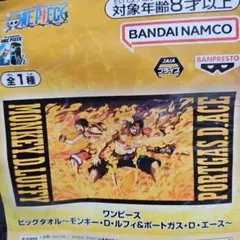 ONE PIECE
対象年齢8才以上
BANDAI NAMCO
全1種
JAIA
BANPRESTO
MONKEY.D.LUFFY
PORTGAS.D.ACE
ワンピース
ビッグタオル～モンキー・D・ルフィ&ポートガス・D・エース～